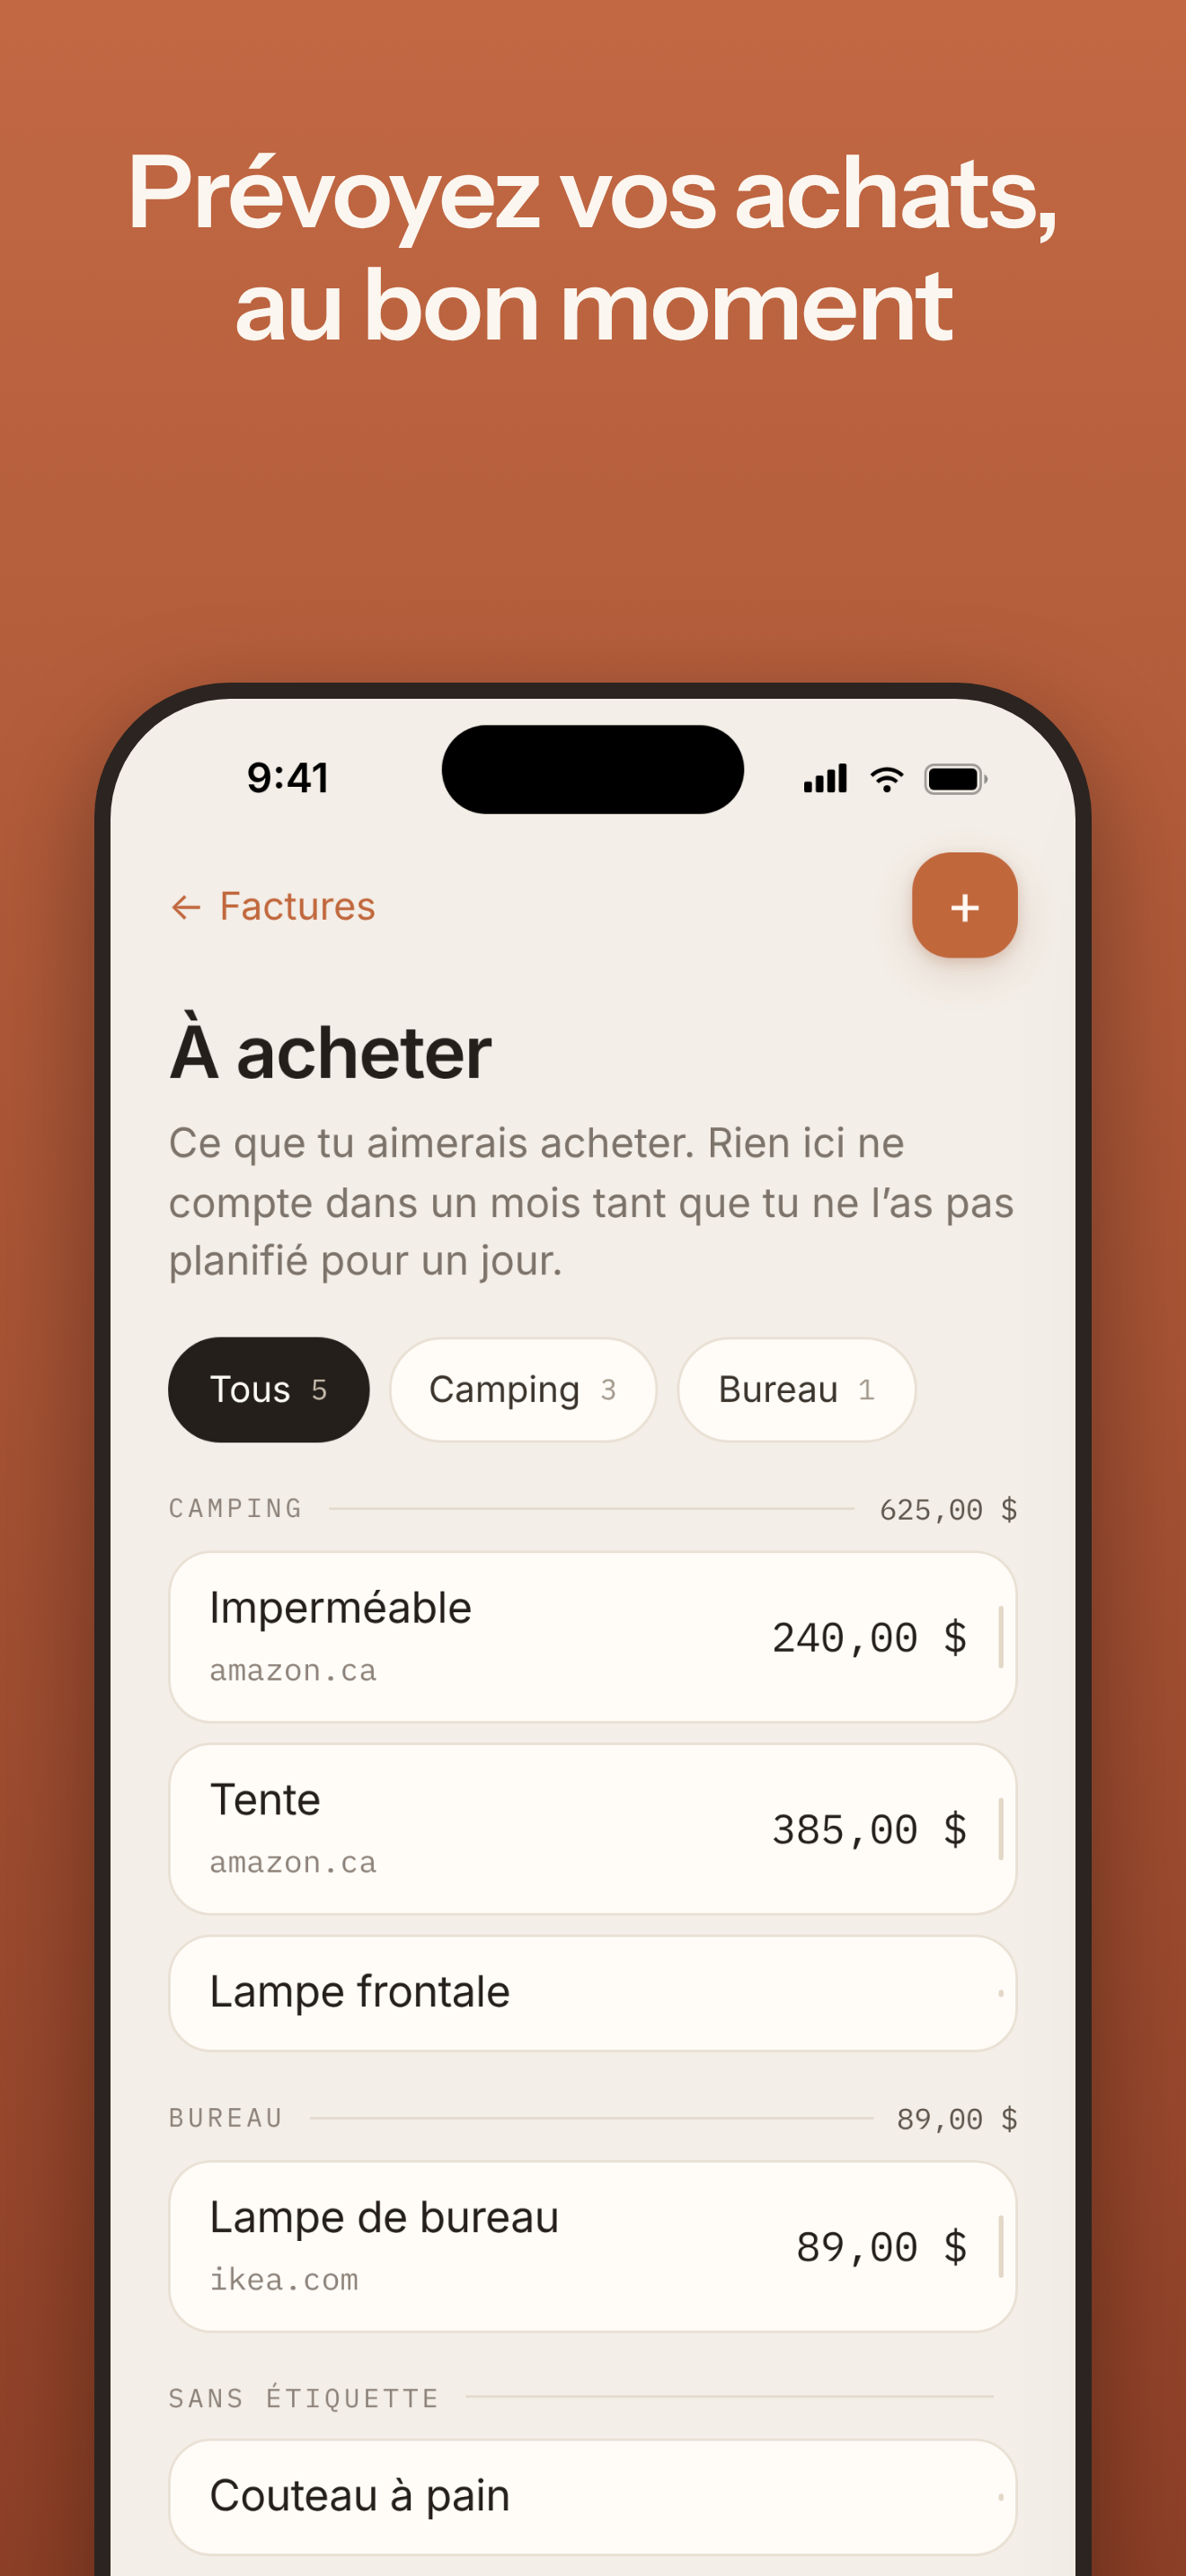 Prévoyez vos achats,
au bon moment
9:41
← Factures
+
À acheter
Ce que tu aimerais acheter. Rien ici ne
compte dans un mois tant que tu ne l’as pas
planifié pour un jour.
Tous 5 Camping 3 Bureau 1
CAMPING 625,00 $
Imperméable
240,00 $
amazon.ca
Tente
385,00 $
amazon.ca
Lampe frontale
BUREAU 89,00 $
Lampe de bureau
89,00 $
ikea.com
SANS ÉTIQUETTE
Couteau à pain